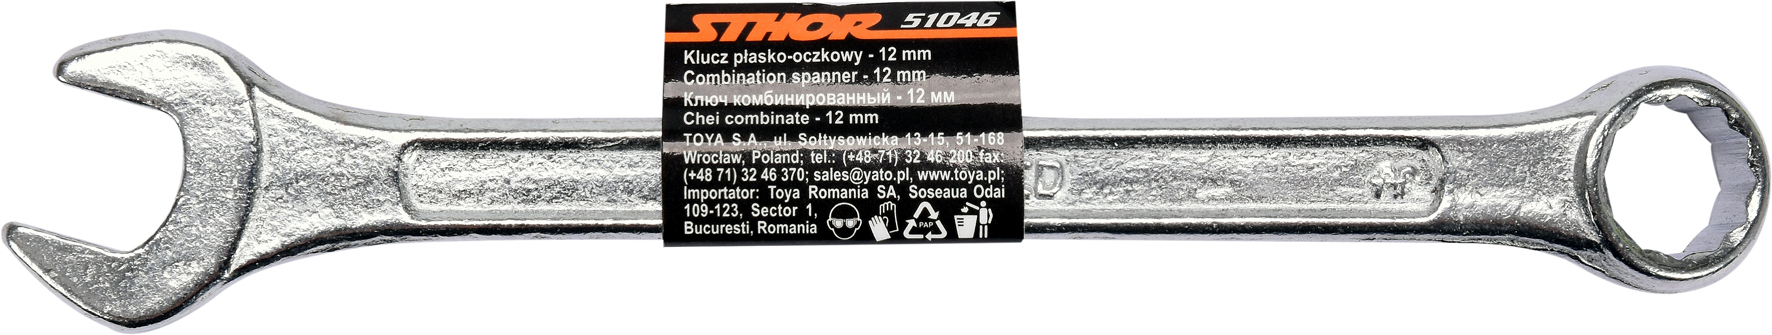 STHOR 51046
Klucz płasko-oczkowy - 12 mm
Combination spanner - 12 mm
Ключ комбинированный - 12 мм
Chei combinate - 12 mm
TOYA S.A., ul. Sołtysowicka 13-15, 51-168
Wrocław, Poland; tel.: (+48 71) 32 46 200 fax:
(+48 71) 32 46 370; sales@yato.pl, www.toya.pl;
Importator: Toya Romania SA, Soseaua Odai
109-123, Sector 1,
Bucuresti, Romania
PAP